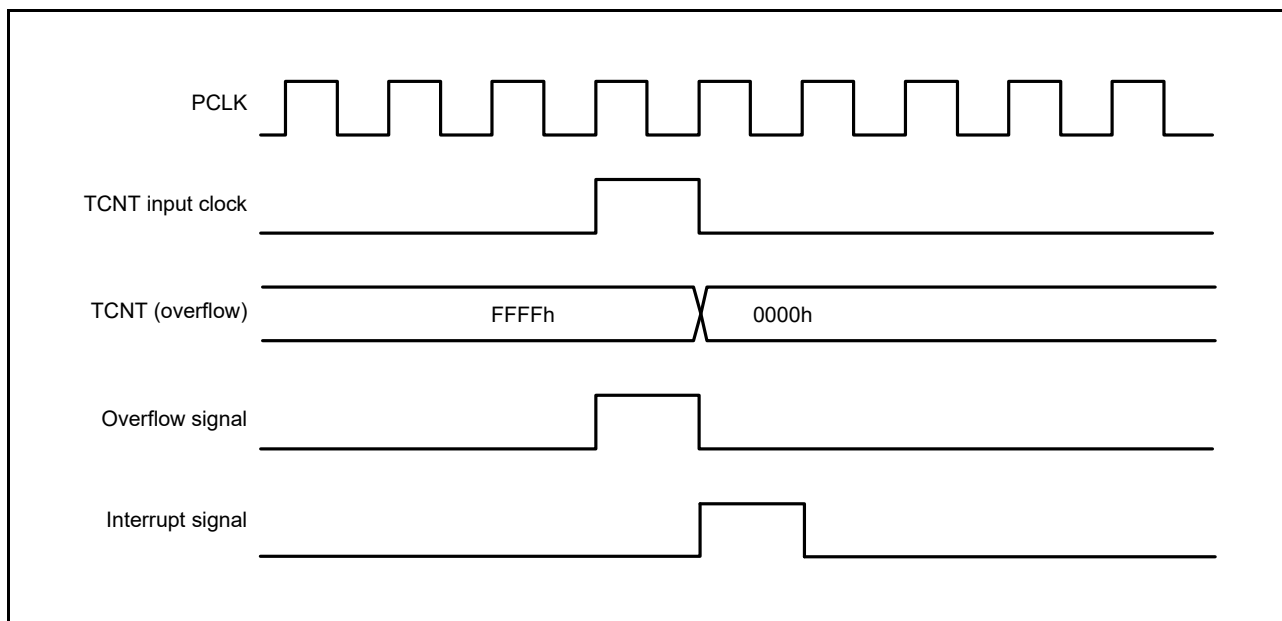 PCLK
TCNT input clock
TCNT (overflow)
FFFFh
0000h
Overflow signal
Interrupt signal